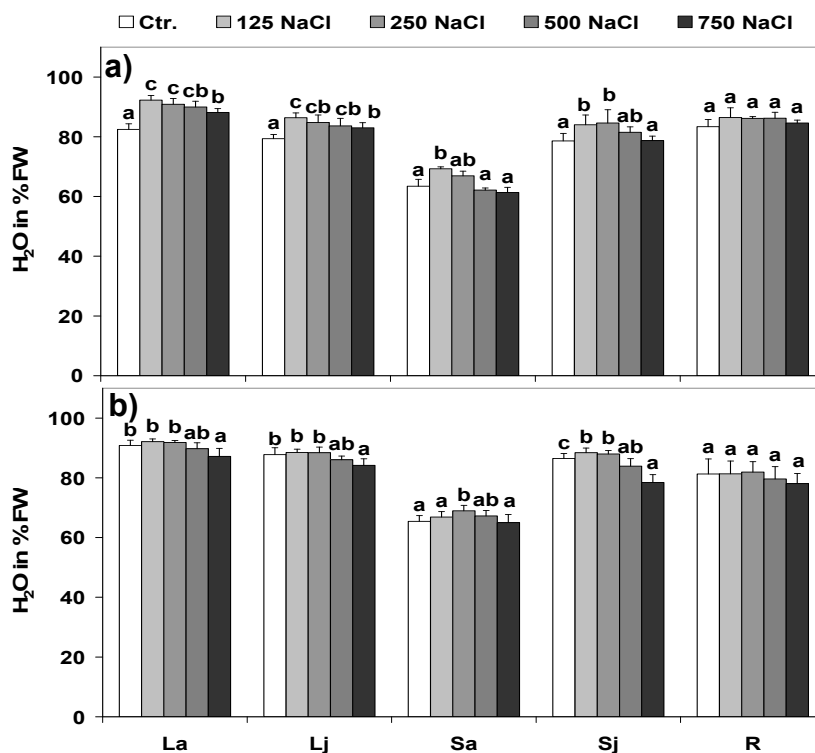 Ctr. 125 NaCl 250 NaCl 500 NaCl 750 NaCl
a)
H₂O in %FW
100
80
60
40
20
0
a c c cb b
a c cb cb b
a b ab a a
a b b ab a
a a a a a
b)
H₂O in %FW
100
80
60
40
20
0
b b b ab a
b b b ab a
a a b ab a
c b b ab a
a a a a a
La Lj Sa Sj R